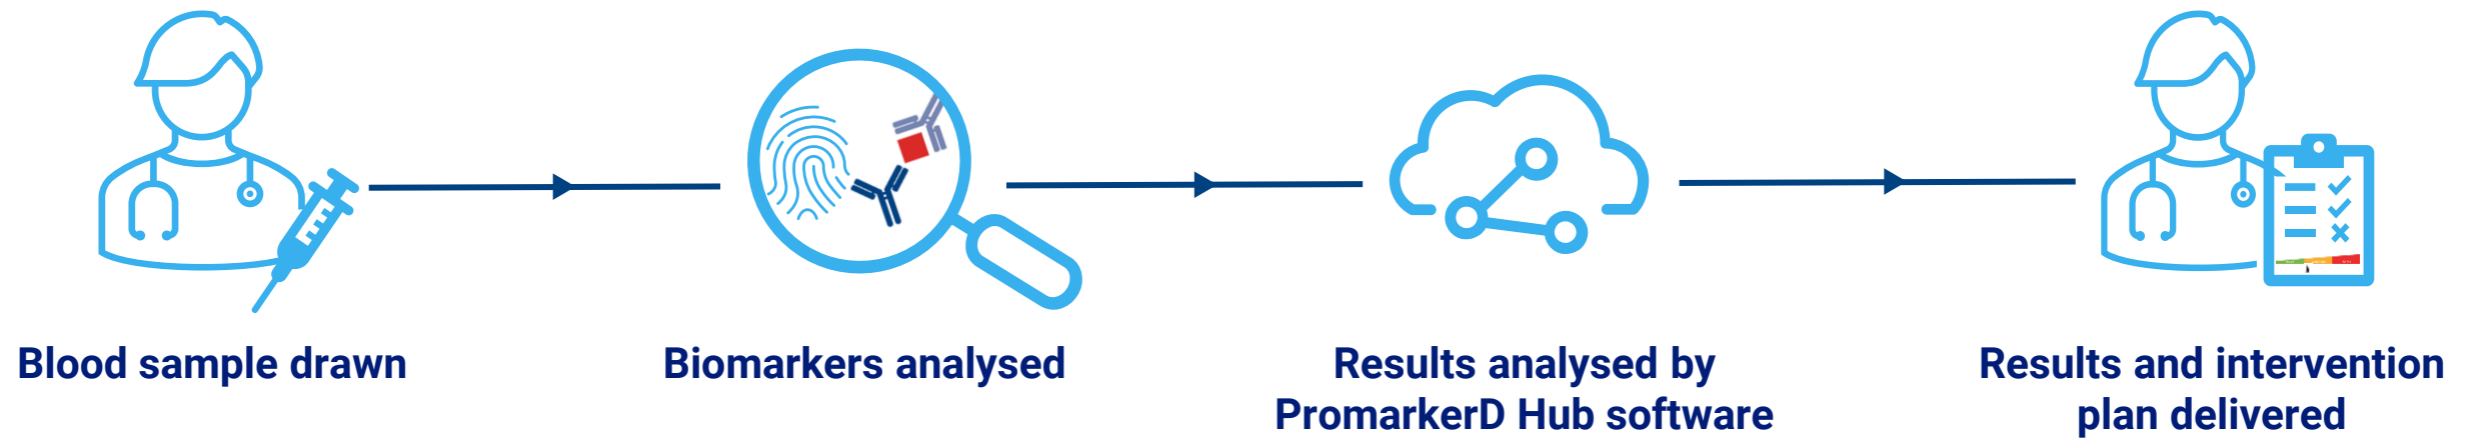 Blood sample drawn
Biomarkers analysed
Results analysed by
PromarkerD Hub software
Results and intervention
plan delivered